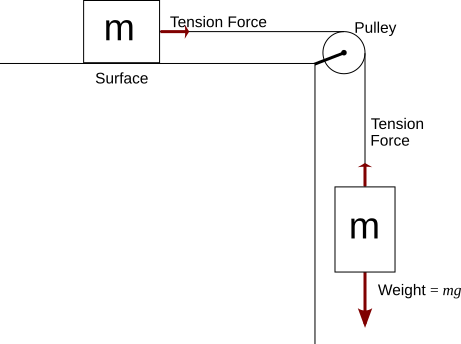 m
Tension Force
Pulley
Surface
Tension
Force
m
Weight = mg